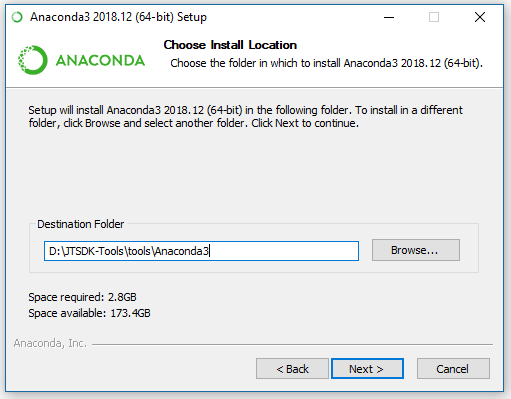 Anaconda3 2018.12 (64-bit) Setup
ANACONDA
Choose Install Location
Choose the folder in which to install Anaconda3 2018.12 (64-bit).
Setup will install Anaconda3 2018.12 (64-bit) in the following folder. To install in a different
folder, click Browse and select another folder. Click Next to continue.
Destination Folder
D:\JTSDK-Tools\tools\Anaconda3
Browse...
Space required: 2.8GB
Space available: 173.4GB
Anaconda, Inc.
< Back
Next >
Cancel